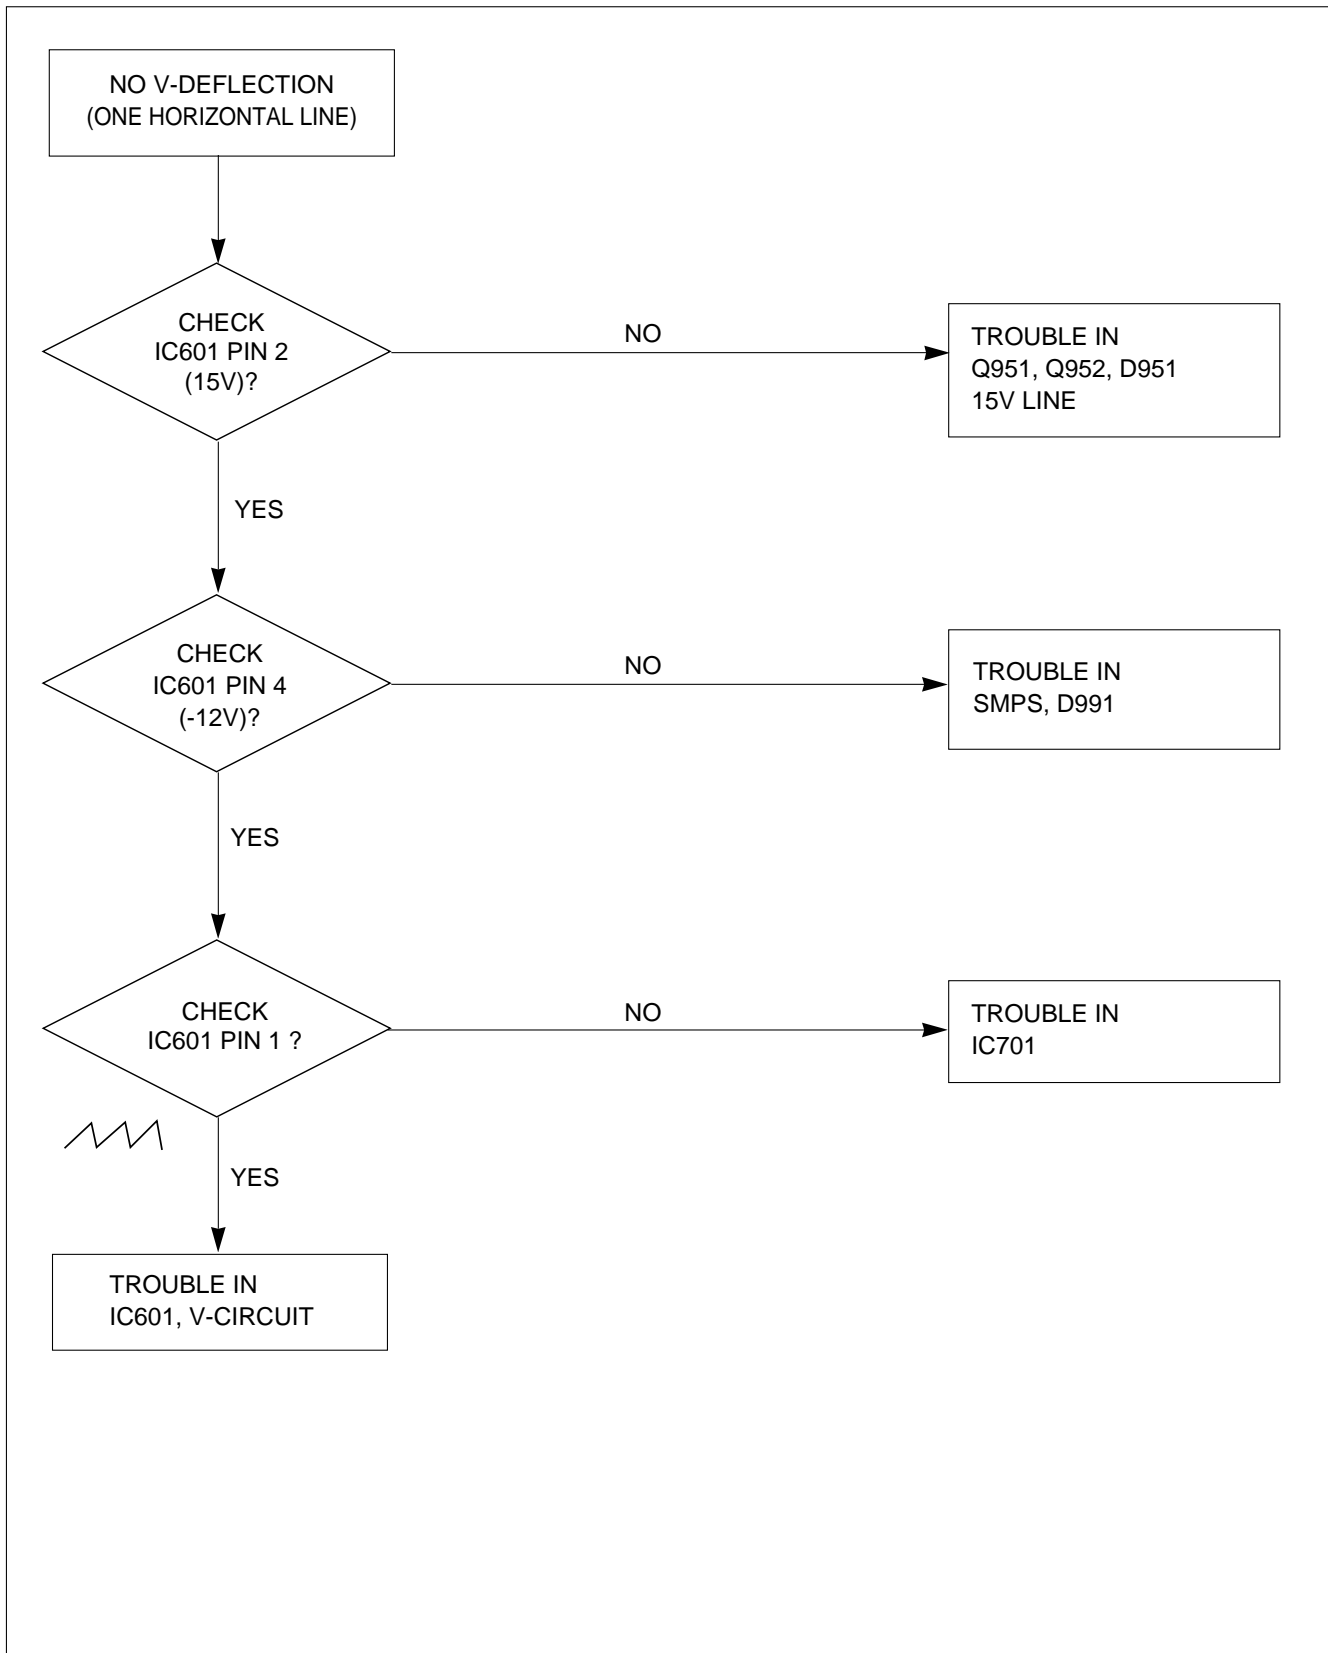 NO V-DEFLECTION
(ONE HORIZONTAL LINE)
CHECK
IC601 PIN 2
(15V)?
NO
TROUBLE IN
Q951, Q952, D951
15V LINE
YES
CHECK
IC601 PIN 4
(-12V)?
NO
TROUBLE IN
SMPS, D991
YES
CHECK
IC601 PIN 1 ?
NO
TROUBLE IN
IC701
YES
TROUBLE IN
IC601, V-CIRCUIT